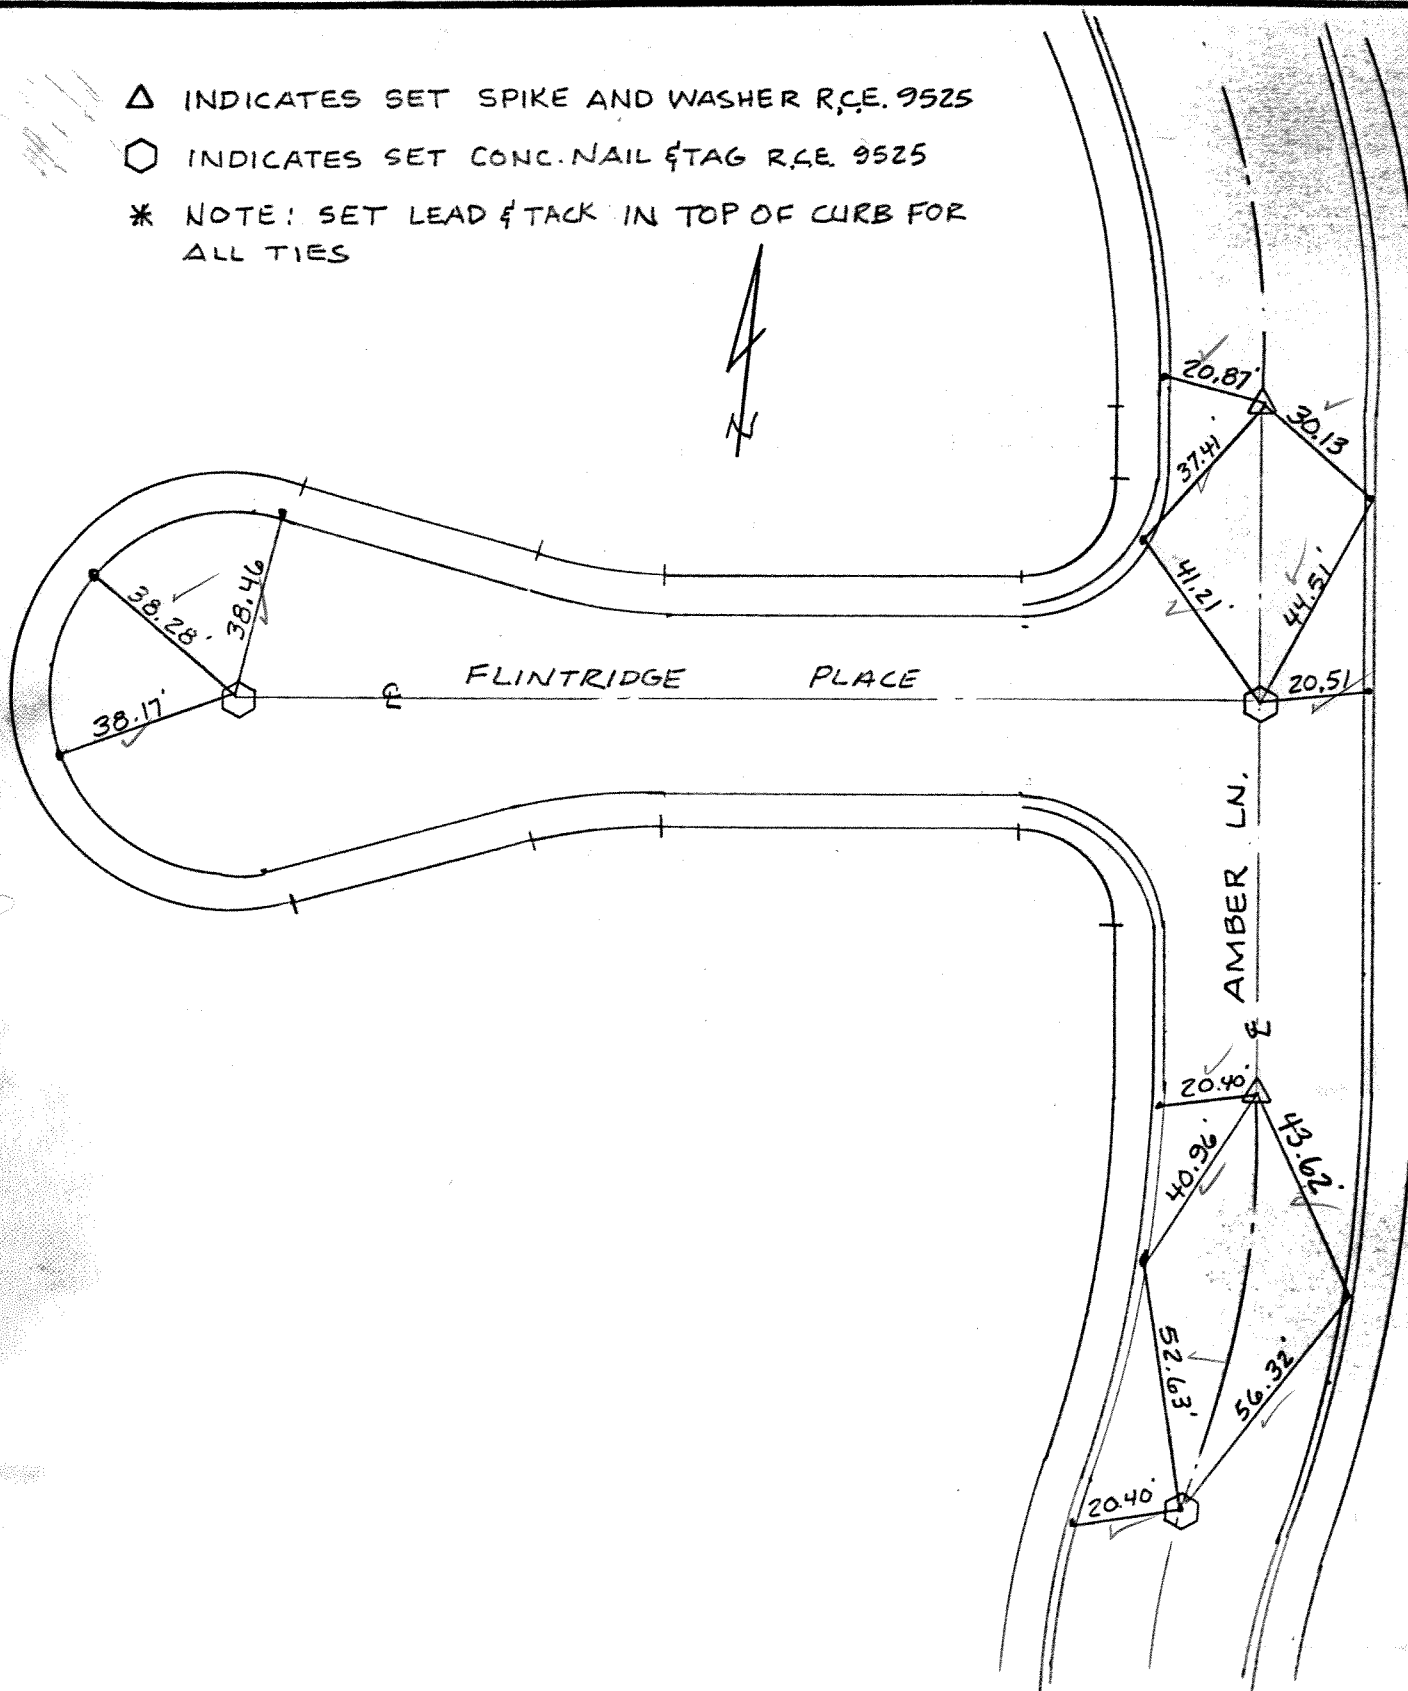 △ INDICATES SET SPIKE AND WASHER R.C.E. 9525
⬡ INDICATES SET CONC. NAIL & TAG R.C.E. 9525
* NOTE: SET LEAD & TACK IN TOP OF CURB FOR
ALL TIES
N
20.87'
30.13
37.41'
41.21'
44.51'
20.51
38.28'
38.46
38.17'
℄ FLINTRIDGE PLACE
℄ AMBER LN.
20.40'
40.96'
43.62'
52.63'
56.32'
20.40'